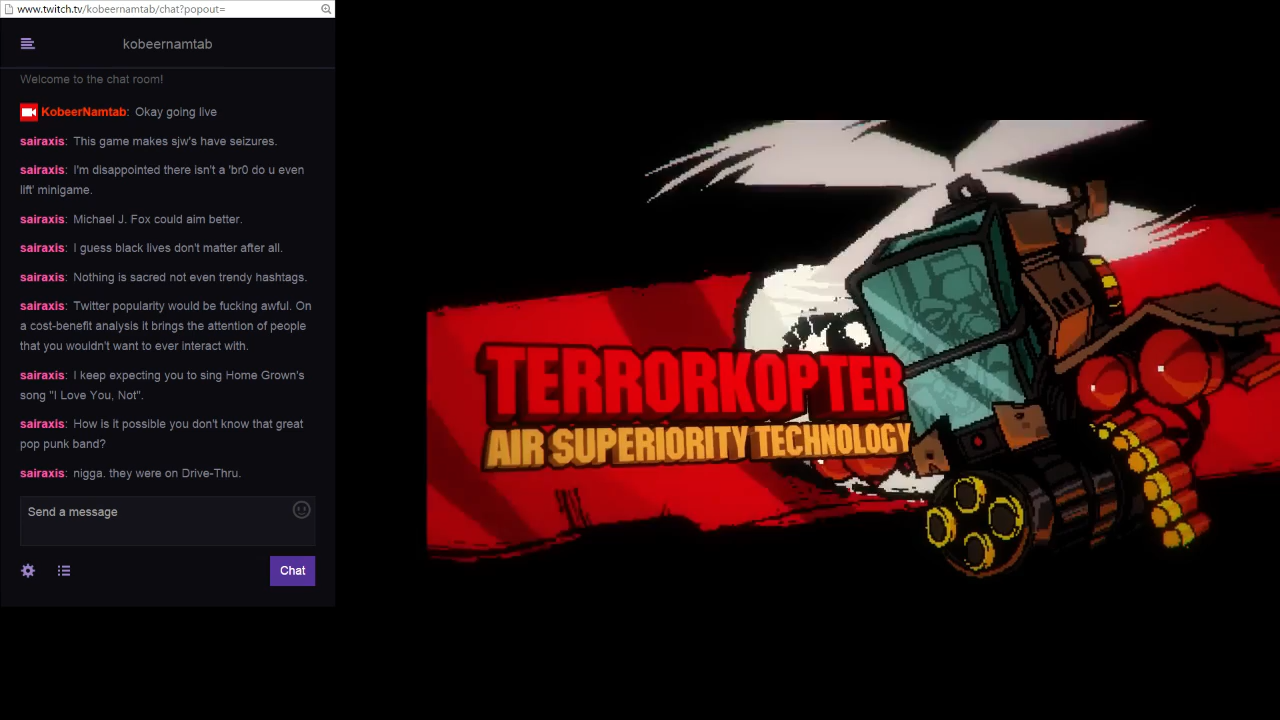 www.twitch.tv/kobeernamtab/chat?popout=
kobeernamtab
Welcome to the chat room!
KobeerNamtab: Okay going live
sairaxis: This game makes sjw's have seizures.
sairaxis: I'm disappointed there isn't a 'br0 do u even
lift' minigame.
sairaxis: Michael J. Fox could aim better.
sairaxis: I guess black lives don't matter after all.
sairaxis: Nothing is sacred not even trendy hashtags.
sairaxis: Twitter popularity would be fucking awful. On
a cost-benefit analysis it brings the attention of people
that you wouldn't want to ever interact with.
sairaxis: I keep expecting you to sing Home Grown's
song "I Love You, Not".
sairaxis: How is it possible you don't know that great
pop punk band?
sairaxis: nigga. they were on Drive-Thru.
Send a message
Chat
TERRORKOPTER
AIR SUPERIORITY TECHNOLOGY